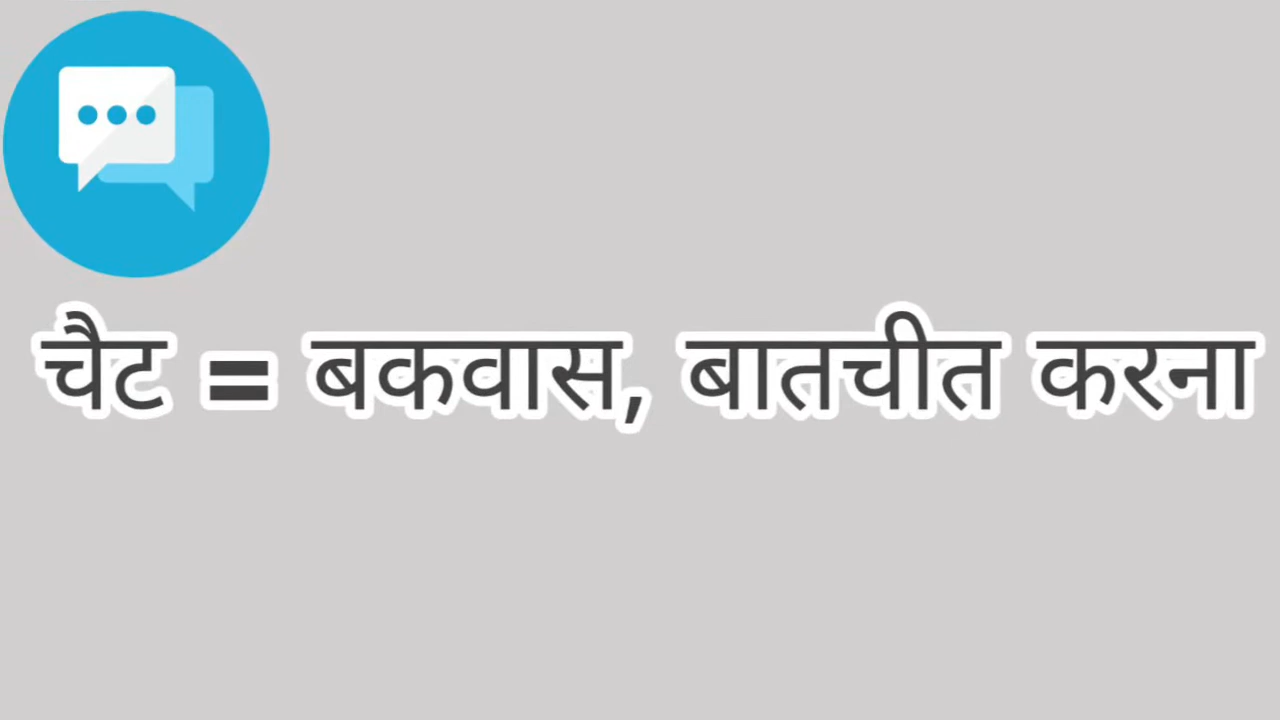 चैट = बकवास, बातचीत करना